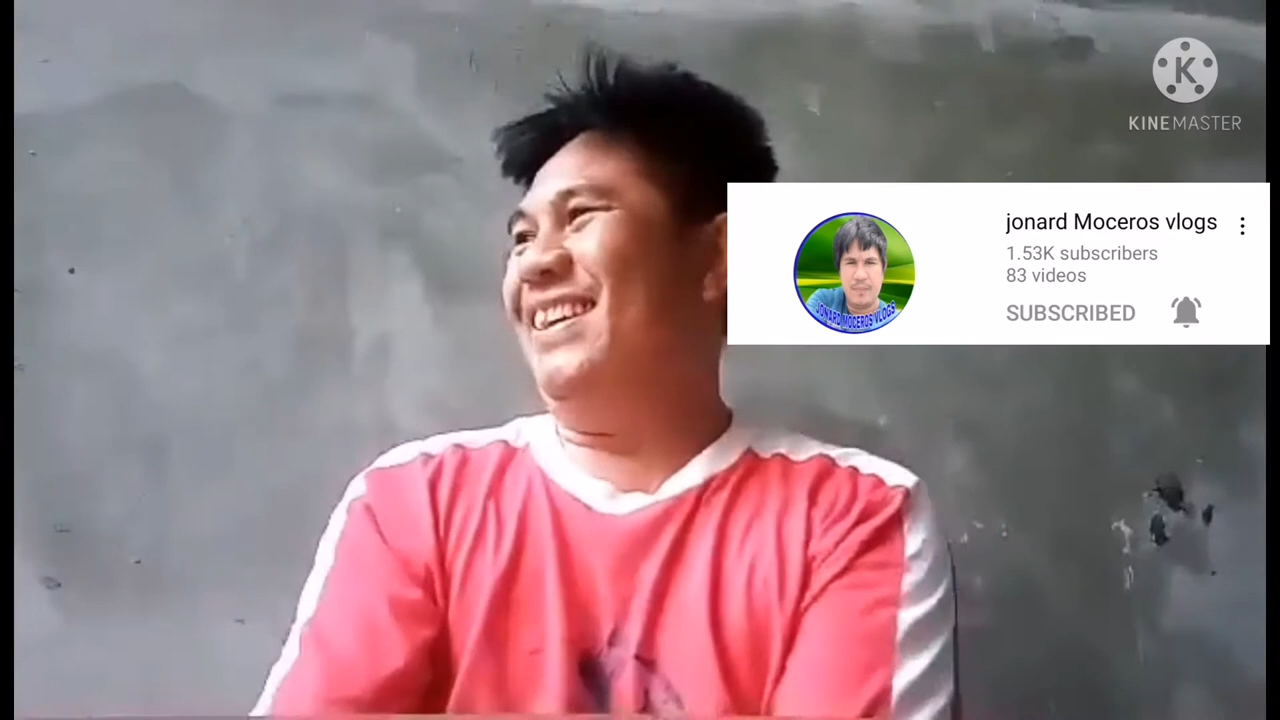 K
KINEMASTER
jonard Moceros vlogs
1.53K subscribers
83 videos
SUBSCRIBED
JONARD MOCEROS VLOGS